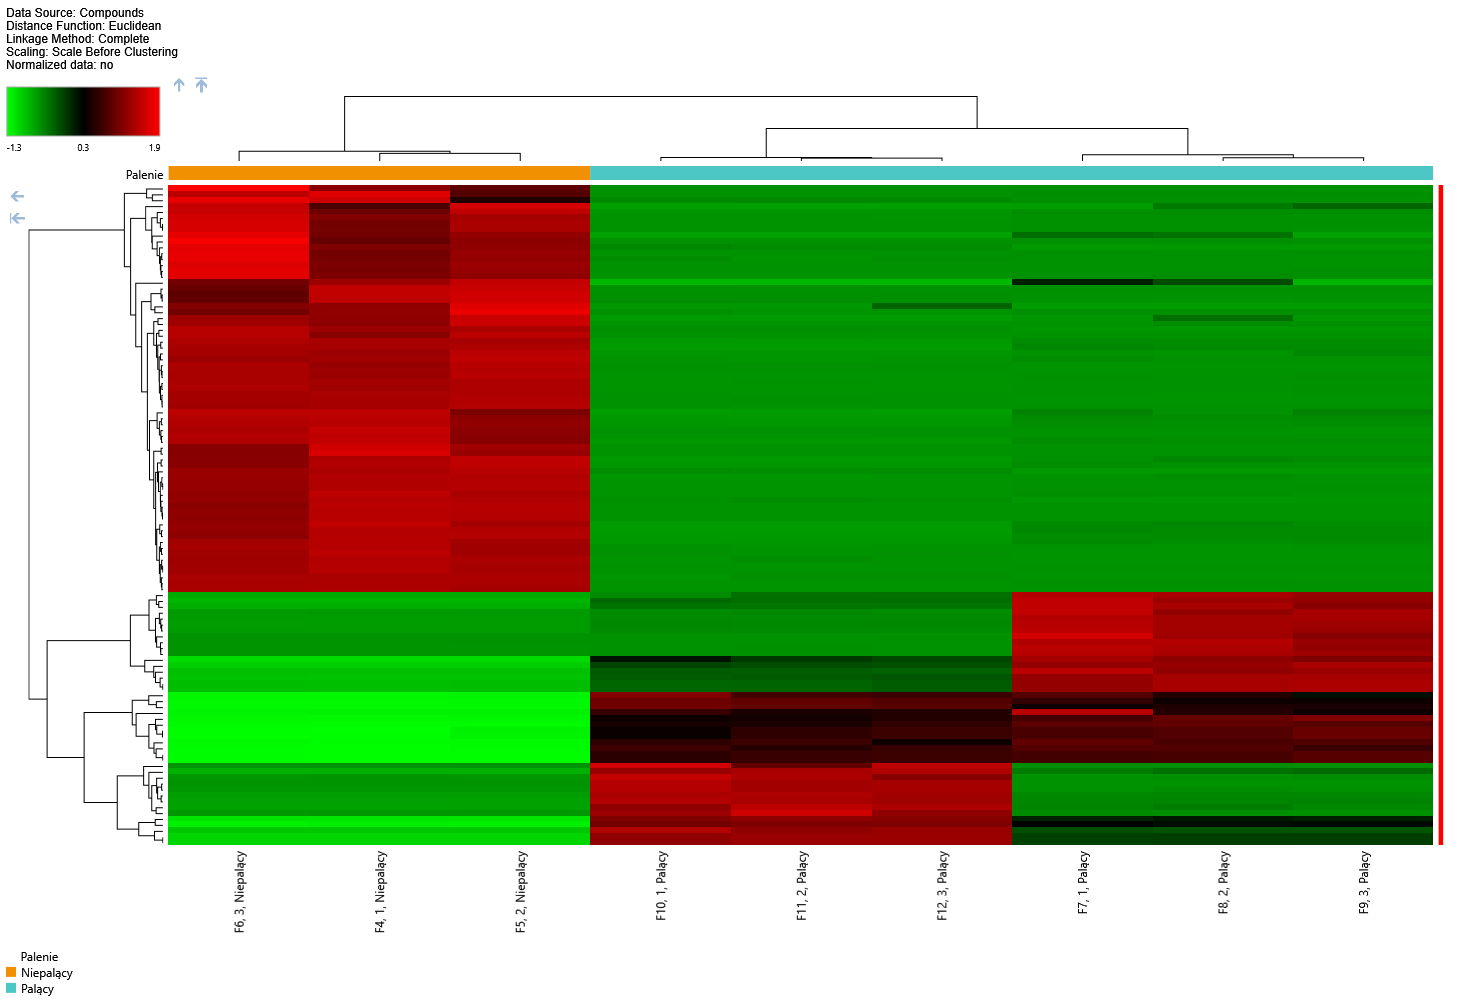 Data Source: Compounds
Distance Function: Euclidean
Linkage Method: Complete
Scaling: Scale Before Clustering
Normalized data: no
-1.3 0.3 1.9
Palenie
F6, 3, Niepalący
F4, 1, Niepalący
F5, 2, Niepalący
F10, 1, Palący
F11, 2, Palący
F12, 3, Palący
F7, 1, Palący
F8, 2, Palący
F9, 3, Palący
Palenie
Niepalący
Palący